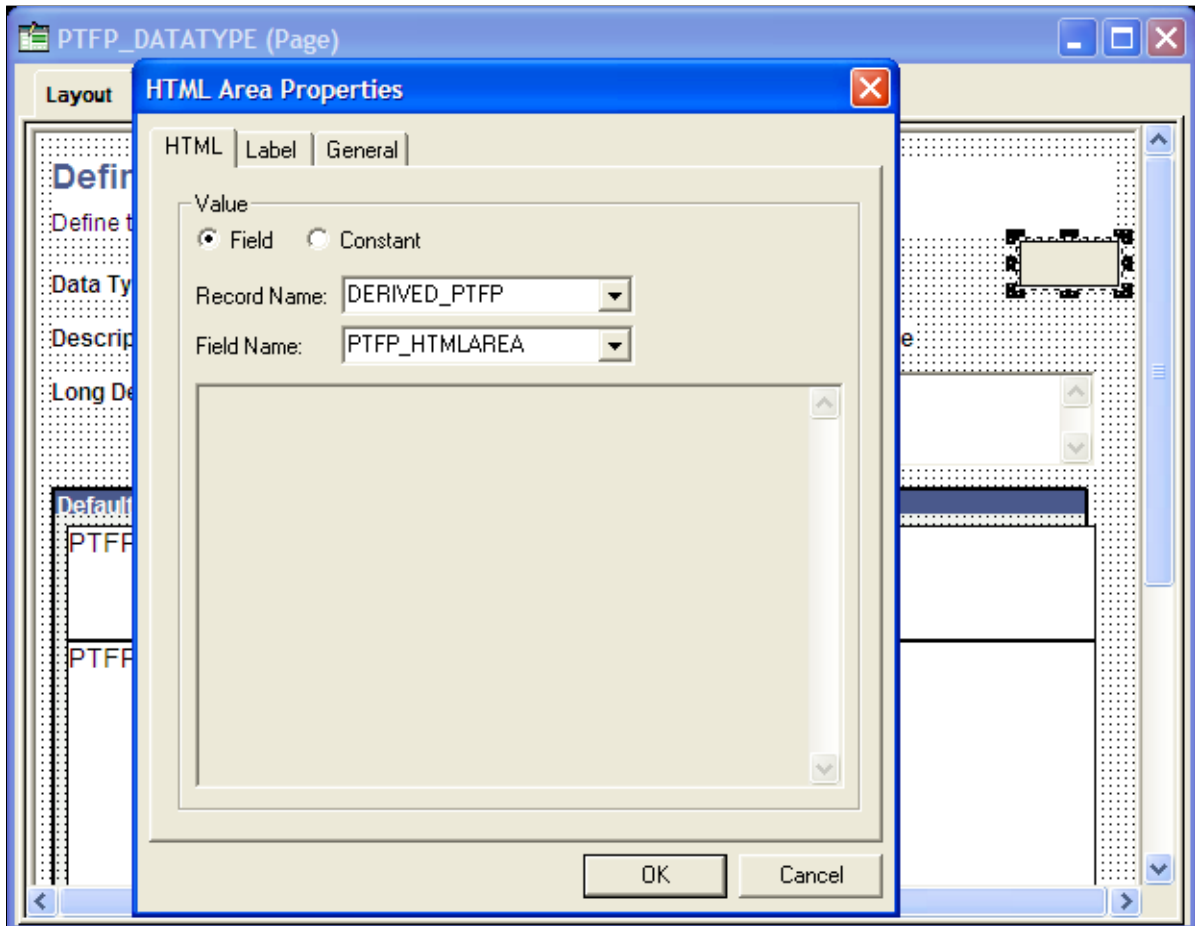 PTFP_DATATYPE (Page)
Layout
HTML Area Properties
HTML Label General
Defin
Define t
Value
Field Constant
Data Ty
Record Name: DERIVED_PTFP
Descrip
Field Name: PTFP_HTMLAREA
e
Long De
Default
PTFP
PTFP
OK Cancel